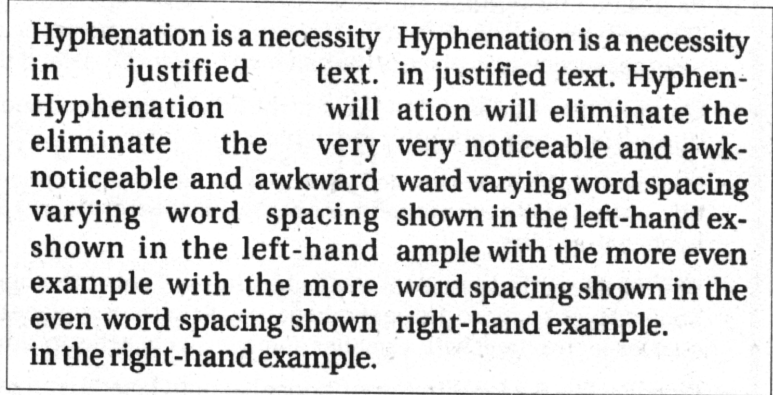 Hyphenation is a necessity
in justified text.
Hyphenation will
eliminate the very
noticeable and awkward
varying word spacing
shown in the left-hand
example with the more
even word spacing shown
in the right-hand example.
Hyphenation is a necessity
in justified text. Hyphen-
ation will eliminate the
very noticeable and awk-
ward varying word spacing
shown in the left-hand ex-
ample with the more even
word spacing shown in the
right-hand example.